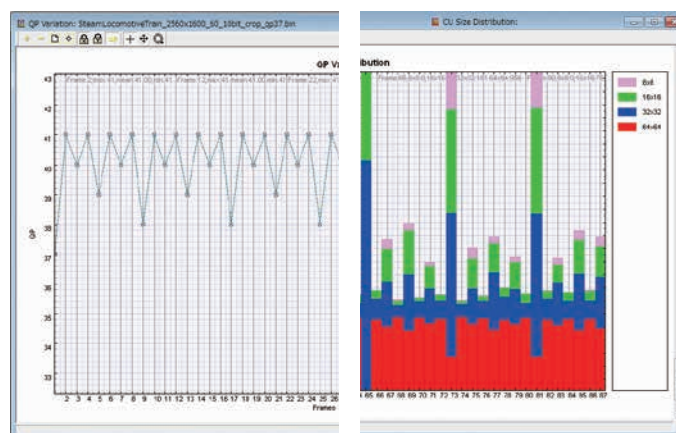 QP Variation: SteamLocomotiveTrain_2560x1600_60_10bit_crop_qp37.bin
QP Va
43
42
41
40
39
38
37
36
35
34
33
QP
2 3 4 5 6 7 8 9 10 11 12 13 14 15 16 17 18 19 20 21 22 23 24 25 26
Frames
CU Size Distribution:
ibution
8x8
16x16
32x32
64x64
65 66 67 68 69 70 71 72 73 74 75 76 77 78 79 80 81 82 83 84 85 86 87